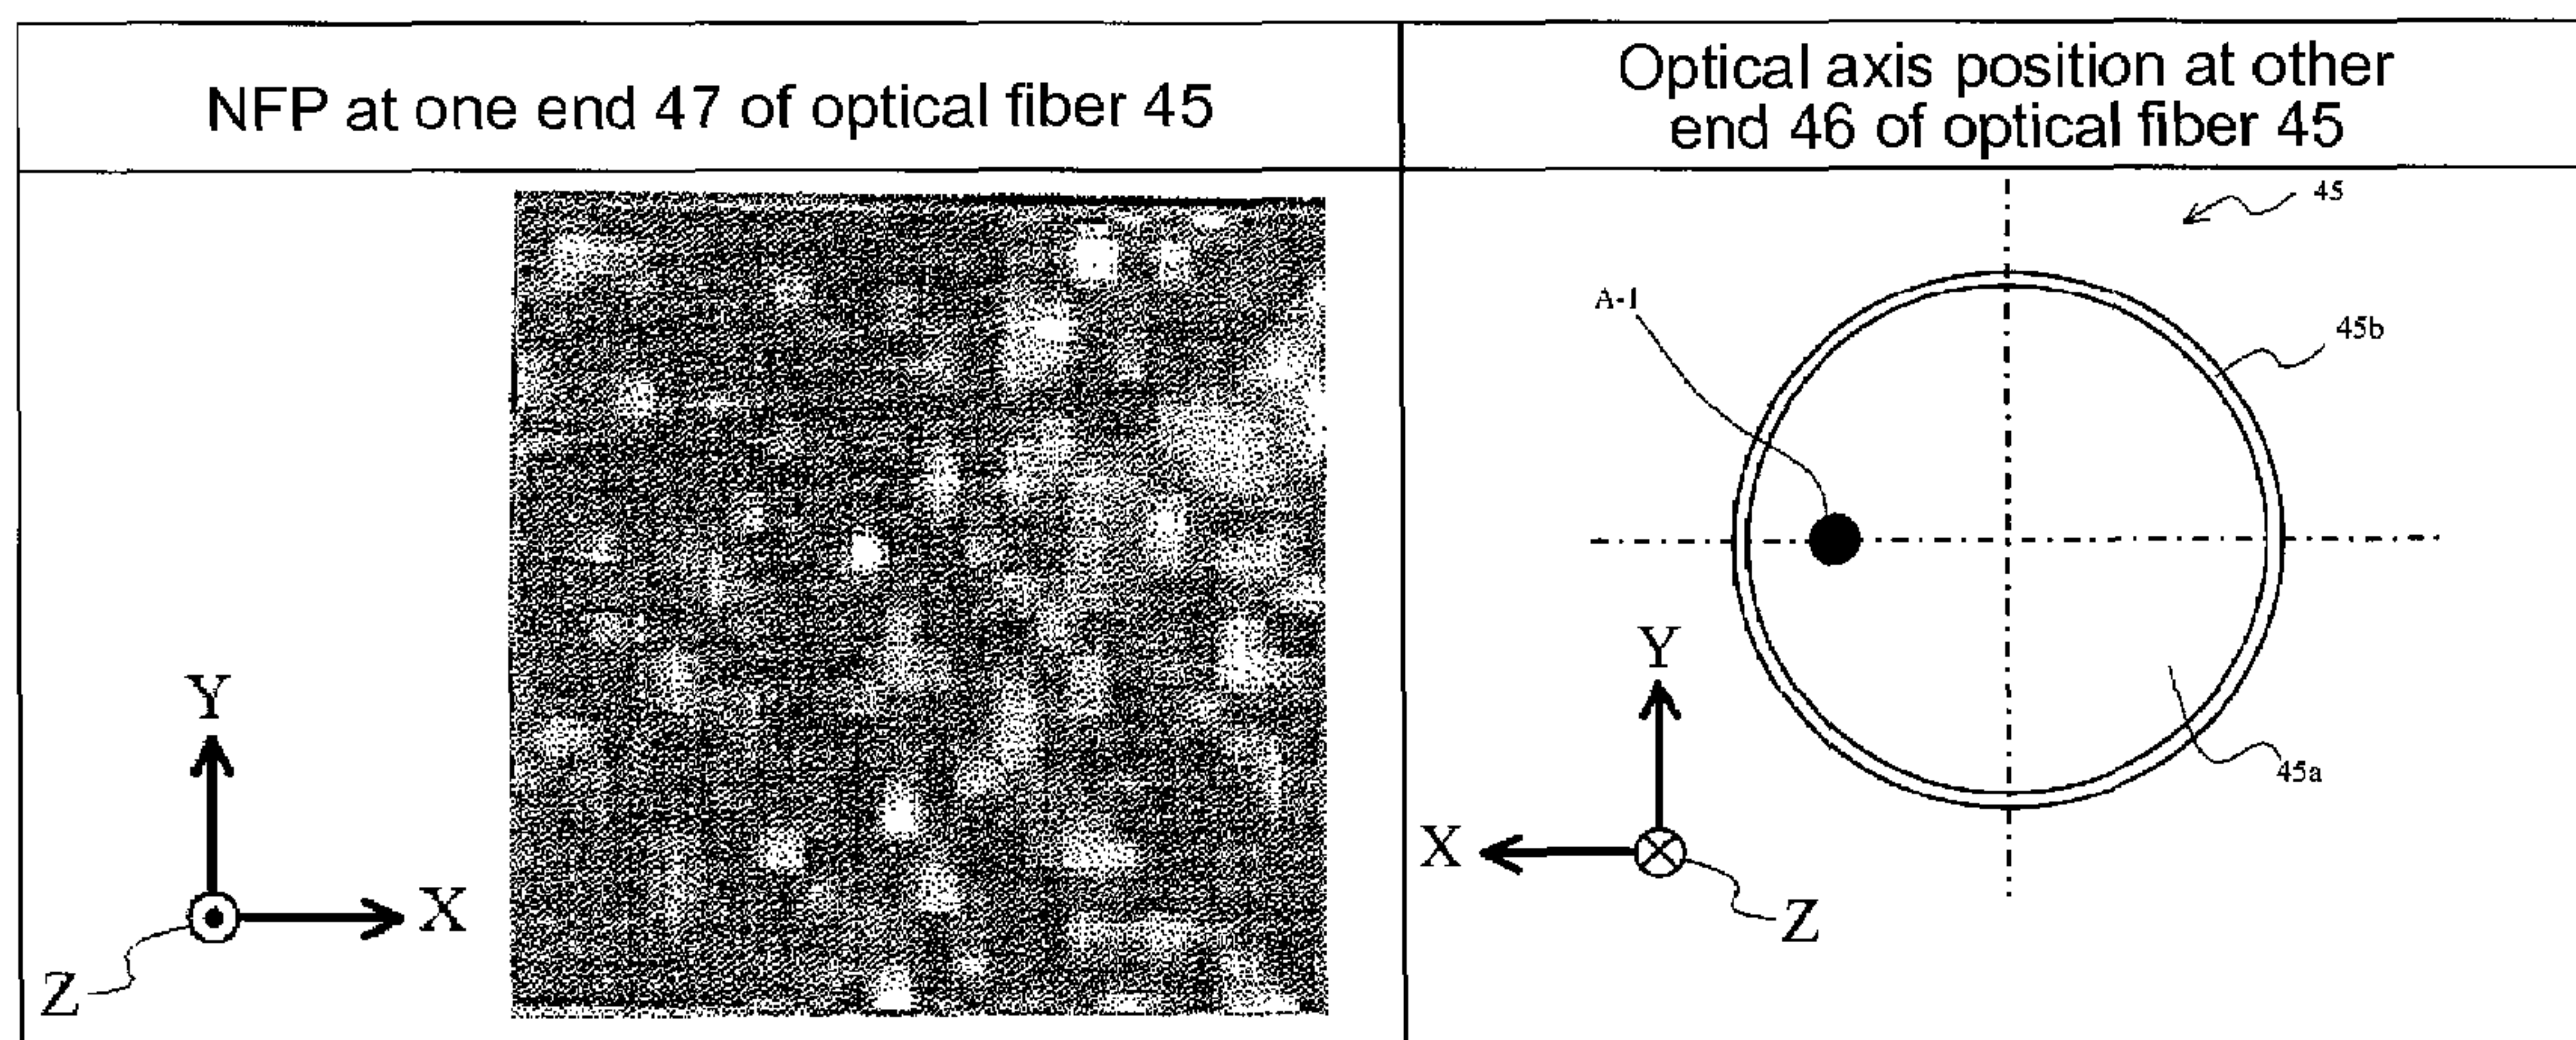 NFP at one end 47 of optical fiber 45
Optical axis position at other
end 46 of optical fiber 45
45
A-1
45b
Y
Y
45a
X
X
Z
Z